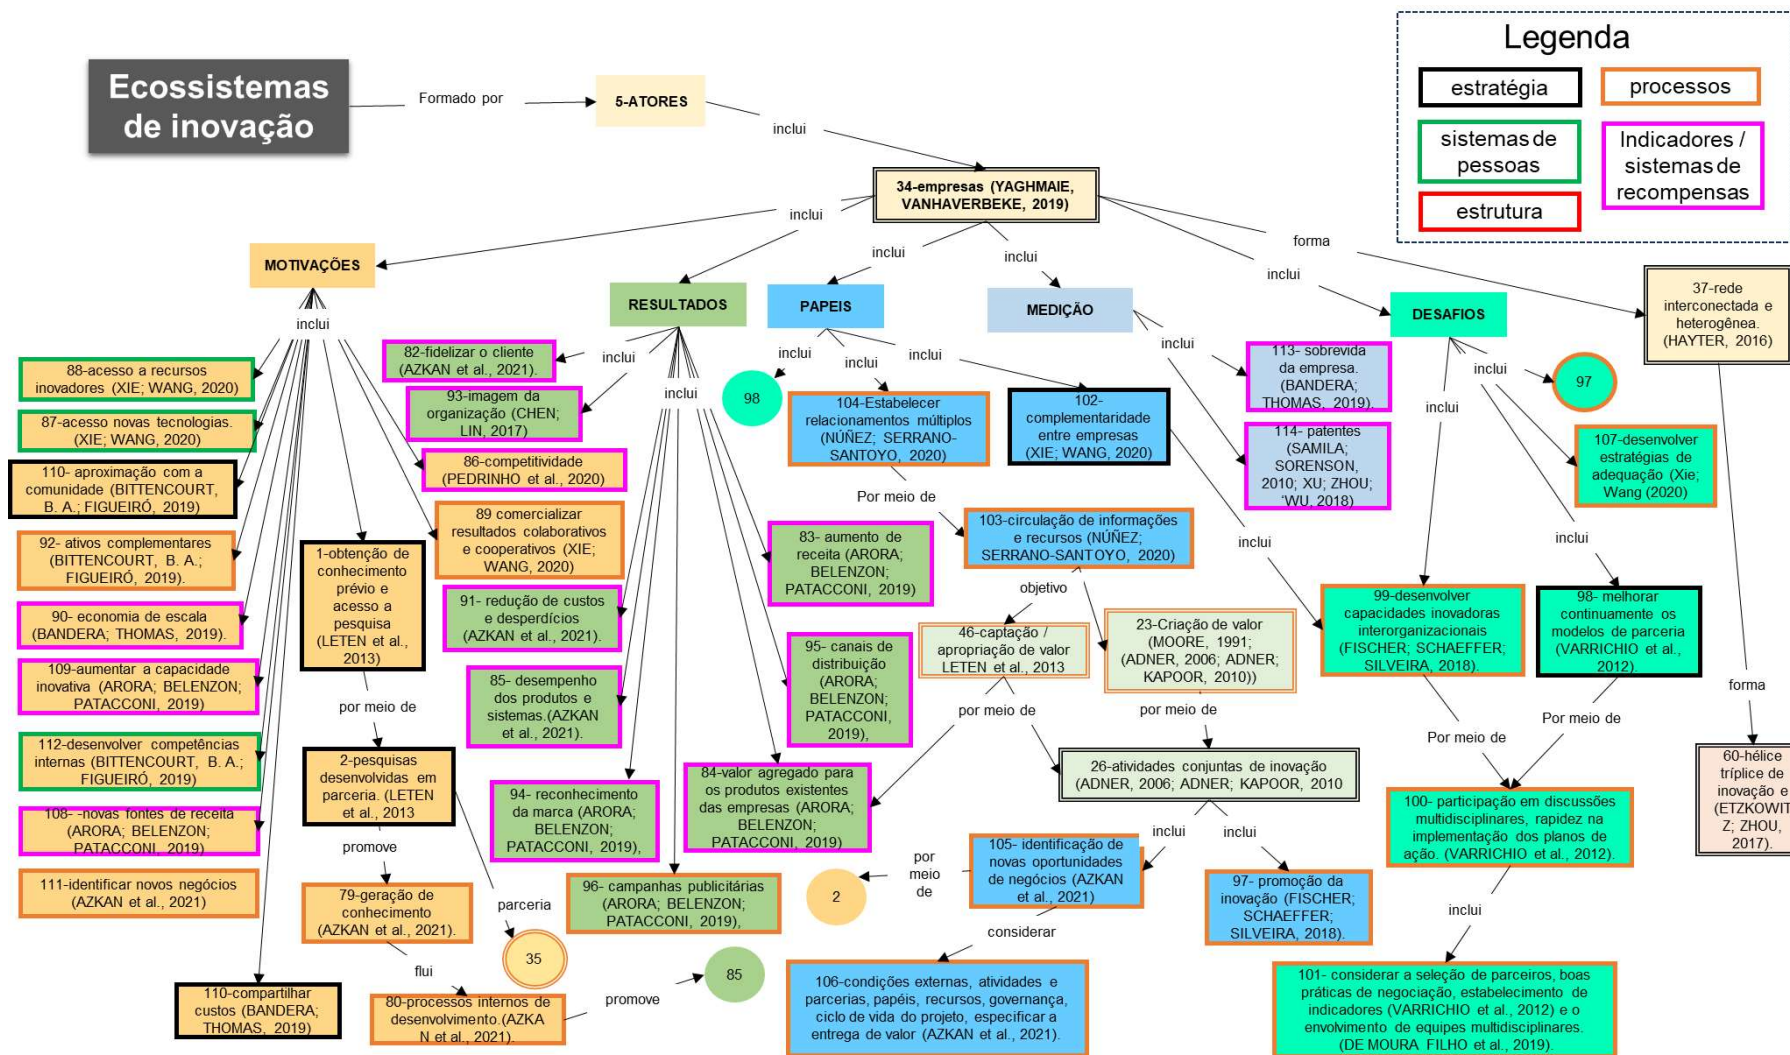 Ecossistemas
de inovação
Formado por
5-ATORES
inclui
34-empresas (YAGHMAIE,
VANHAVERBEKE, 2019)
Legenda
estratégia
processos
sistemas de
pessoas
Indicadores /
sistemas de
recompensas
estrutura
inclui
inclui
inclui
inclui
forma
MOTIVAÇÕES
RESULTADOS
PAPEIS
MEDIÇÃO
DESAFIOS
37-rede
interconectada e
heterogênea.
(HAYTER, 2016)
inclui
88-acesso a recursos
inovadores (XIE; WANG, 2020)
87-acesso novas tecnologias.
(XIE; WANG, 2020)
110- aproximação com a
comunidade (BITTENCOURT,
B. A.; FIGUEIRÓ, 2019)
92- ativos complementares
(BITTENCOURT, B. A.;
FIGUEIRÓ, 2019).
90- economia de escala
(BANDERA; THOMAS, 2019).
109-aumentar a capacidade
inovativa (ARORA; BELENZON;
PATACCONI, 2019)
112-desenvolver competências
internas (BITTENCOURT, B. A.;
FIGUEIRÓ, 2019)
108- -novas fontes de receita
(ARORA; BELENZON;
PATACCONI, 2019)
111-identificar novos negócios
(AZKAN et al., 2021)
110-compartilhar
custos (BANDERA;
THOMAS, 2019)
1-obtenção de
conhecimento
prévio e
acesso a
pesquisa
(LETEN et al.,
2013)
por meio de
2-pesquisas
desenvolvidas em
parceria. (LETEN
et al., 2013
promove
parceria
79-geração de
conhecimento
(AZKAN et al., 2021).
35
flui
80-processos internos de
desenvolvimento.(AZKA
N et al., 2021).
promove
85
86-competitividade
(PEDRINHO et al., 2020)
89 comercializar
resultados colaborativos
e cooperativos (XIE;
WANG, 2020)
inclui
inclui
82-fidelizar o cliente
(AZKAN et al., 2021).
93-imagem da
organização (CHEN;
LIN, 2017)
91- redução de custos
e desperdícios
(AZKAN et al., 2021).
85- desempenho
dos produtos e
sistemas.(AZKAN
et al., 2021).
94- reconhecimento
da marca (ARORA;
BELENZON;
PATACCONI, 2019),
96- campanhas publicitárias
(ARORA; BELENZON;
PATACCONI, 2019),
83- aumento de
receita (ARORA;
BELENZON;
PATACCONI, 2019)
95- canais de
distribuição
(ARORA;
BELENZON;
PATACCONI,
2019),
84-valor agregado para
os produtos existentes
das empresas (ARORA;
BELENZON;
PATACCONI, 2019)
inclui
inclui
inclui
98
104-Estabelecer
relacionamentos múltiplos
(NÚÑEZ; SERRANO-
SANTOYO, 2020)
102-
complementaridade
entre empresas
(XIE; WANG, 2020)
Por meio de
103-circulação de informações
e recursos (NÚÑEZ;
SERRANO-SANTOYO, 2020)
objetivo
46-captação /
apropriação de valor
LETEN et al., 2013
23-Criação de valor
(MOORE, 1991;
(ADNER, 2006; ADNER;
KAPOOR, 2010))
por meio de
por meio de
26-atividades conjuntas de inovação
(ADNER, 2006; ADNER; KAPOOR, 2010
inclui
inclui
105- identificação de
novas oportunidades
de negócios (AZKAN
et al., 2021)
por
meio
de
2
97- promoção da
inovação (FISCHER;
SCHAEFFER;
SILVEIRA, 2018).
considerar
106-condições externas, atividades e
parcerias, papéis, recursos, governança,
ciclo de vida do projeto, especificar a
entrega de valor (AZKAN et al., 2021).
inclui
113- sobrevida
da empresa.
(BANDERA;
THOMAS, 2019),
114- patentes
(SAMILA;
SORENSON,
2010; XU; ZHOU;
‘WU, 2018)
inclui
inclui
inclui
97
107-desenvolver
estratégias de
adequação (Xie;
Wang (2020)
99-desenvolver
capacidades inovadoras
interorganizacionais
(FISCHER; SCHAEFFER;
SILVEIRA, 2018).
98- melhorar
continuamente os
modelos de parceria
(VARRICHIO et al.,
2012).
Por meio de
Por meio de
100- participação em discussões
multidisciplinares, rapidez na
implementação dos planos de
ação. (VARRICHIO et al., 2012).
inclui
101- considerar a seleção de parceiros, boas
práticas de negociação, estabelecimento de
indicadores (VARRICHIO et al., 2012) e o
envolvimento de equipes multidisciplinares.
(DE MOURA FILHO et al., 2019).
forma
60-hélice
tríplice de
inovação e
(ETZKOWIT
Z; ZHOU,
2017).